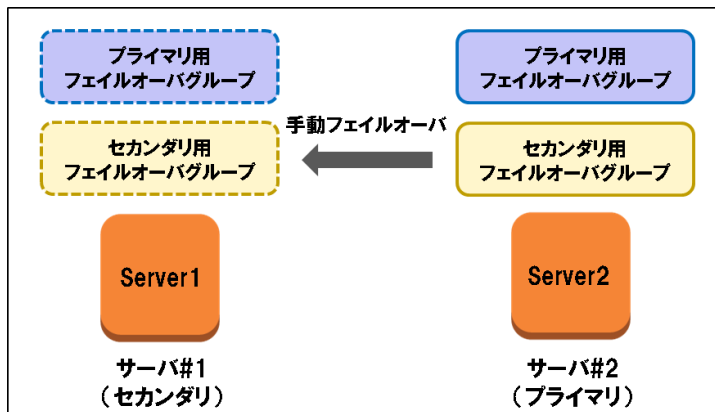 プライマリ用
フェイルオーバグループ
プライマリ用
フェイルオーバグループ
手動フェイルオーバ
セカンダリ用
フェイルオーバグループ
セカンダリ用
フェイルオーバグループ
Server1
Server2
サーバ#1
（セカンダリ）
サーバ#2
（プライマリ）